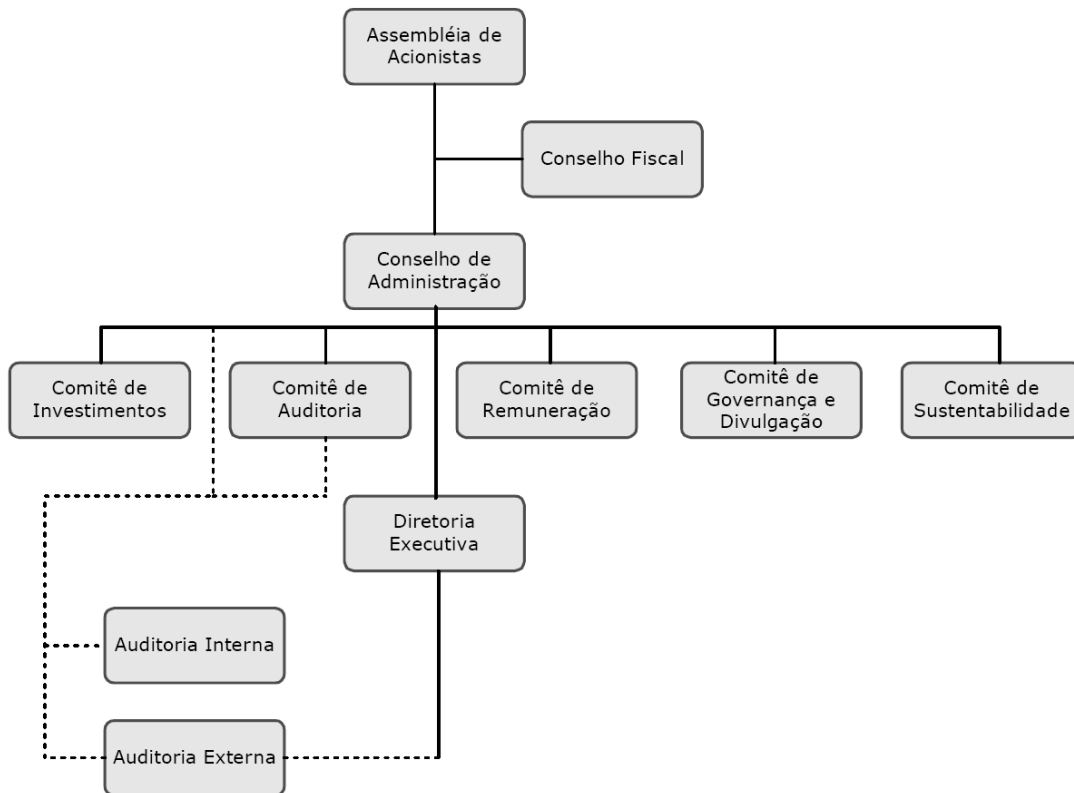 Assembléia de
Acionistas
Conselho Fiscal
Conselho de
Administração
Comitê de
Investimentos
Comitê de
Auditoria
Comitê de
Remuneração
Comitê de
Governança e
Divulgação
Comitê de
Sustentabilidade
Diretoria
Executiva
Auditoria Interna
Auditoria Externa